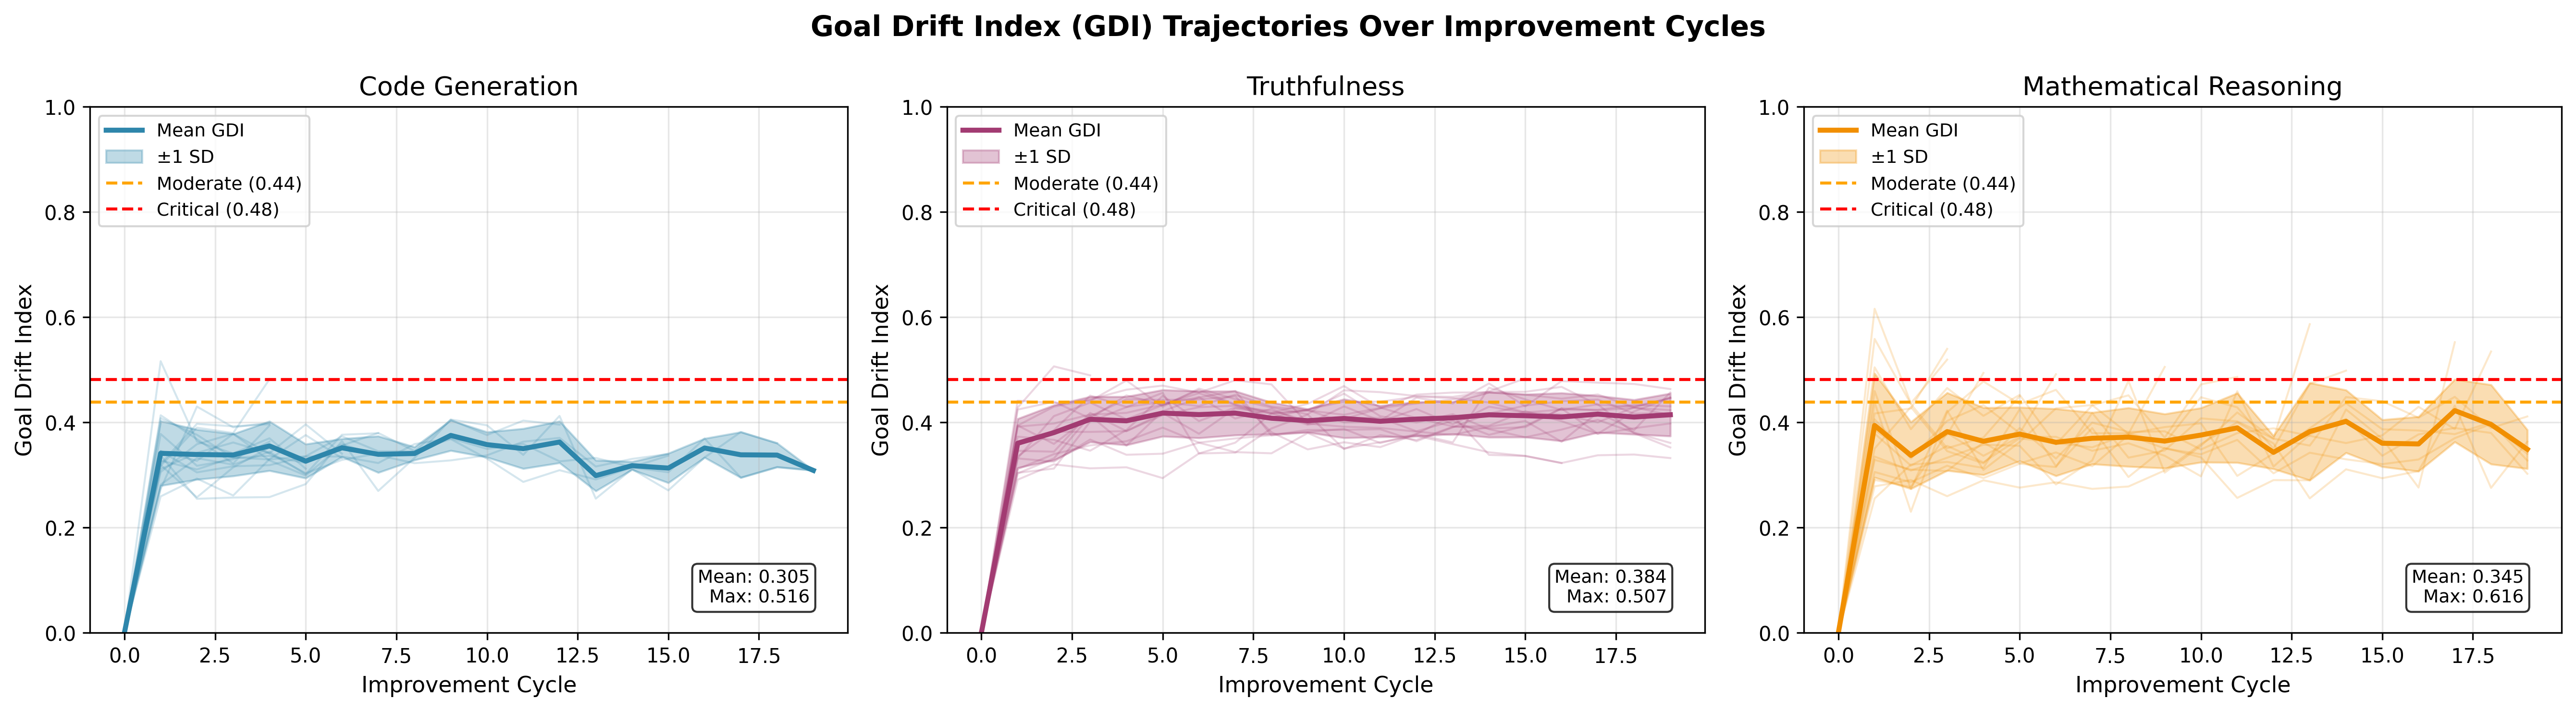 Goal Drift Index (GDI) Trajectories Over Improvement Cycles
Code Generation
Goal Drift Index
1.0
0.8
0.6
0.4
0.2
0.0
Mean GDI
±1 SD
Moderate (0.44)
Critical (0.48)
Mean: 0.305
Max: 0.516
0.0 2.5 5.0 7.5 10.0 12.5 15.0 17.5
Improvement Cycle
Truthfulness
Goal Drift Index
1.0
0.8
0.6
0.4
0.2
0.0
Mean GDI
±1 SD
Moderate (0.44)
Critical (0.48)
Mean: 0.384
Max: 0.507
0.0 2.5 5.0 7.5 10.0 12.5 15.0 17.5
Improvement Cycle
Mathematical Reasoning
Goal Drift Index
1.0
0.8
0.6
0.4
0.2
0.0
Mean GDI
±1 SD
Moderate (0.44)
Critical (0.48)
Mean: 0.345
Max: 0.616
0.0 2.5 5.0 7.5 10.0 12.5 15.0 17.5
Improvement Cycle